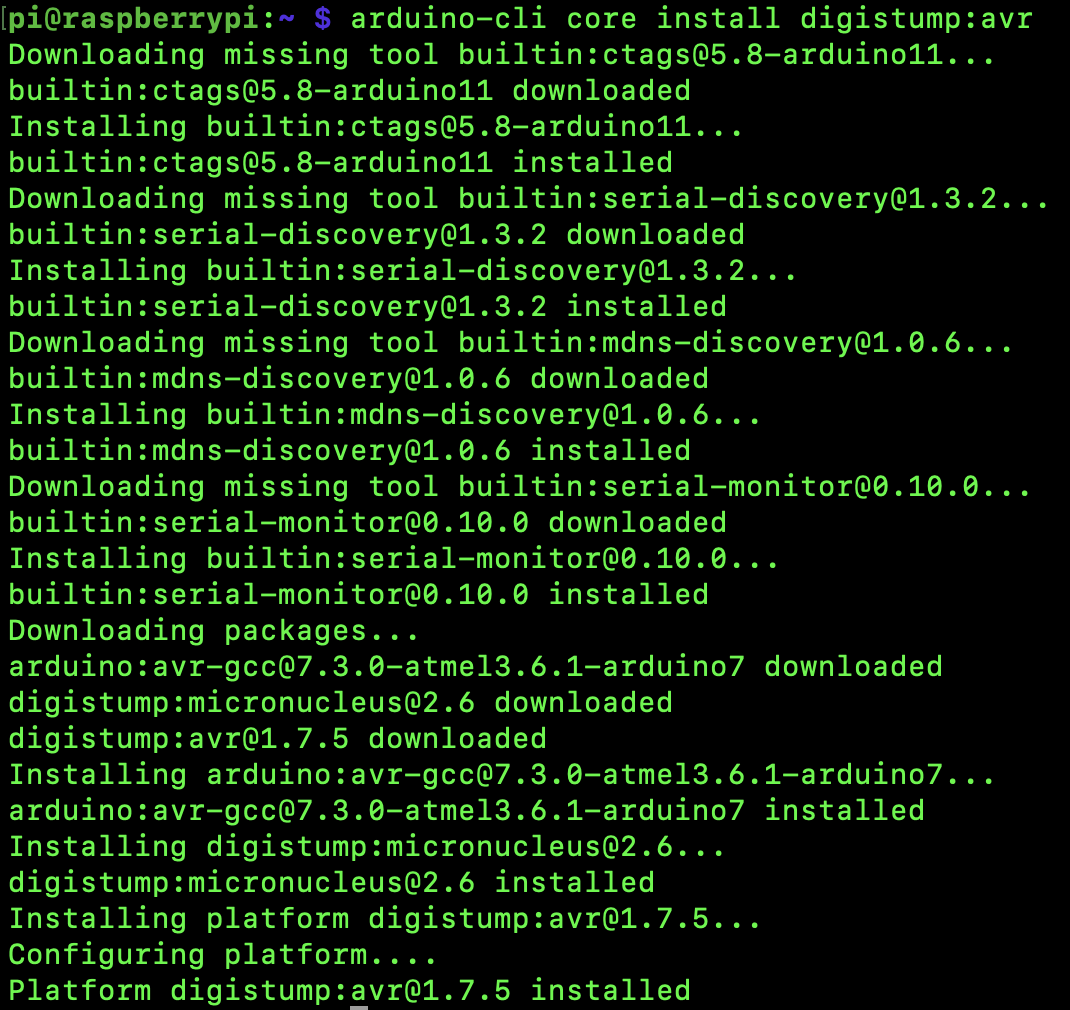 pi@raspberrypi:~ $ arduino-cli core install digistump:avr
Downloading missing tool builtin:ctags@5.8-arduino11...
builtin:ctags@5.8-arduino11 downloaded
Installing builtin:ctags@5.8-arduino11...
builtin:ctags@5.8-arduino11 installed
Downloading missing tool builtin:serial-discovery@1.3.2...
builtin:serial-discovery@1.3.2 downloaded
Installing builtin:serial-discovery@1.3.2...
builtin:serial-discovery@1.3.2 installed
Downloading missing tool builtin:mdns-discovery@1.0.6...
builtin:mdns-discovery@1.0.6 downloaded
Installing builtin:mdns-discovery@1.0.6...
builtin:mdns-discovery@1.0.6 installed
Downloading missing tool builtin:serial-monitor@0.10.0...
builtin:serial-monitor@0.10.0 downloaded
Installing builtin:serial-monitor@0.10.0...
builtin:serial-monitor@0.10.0 installed
Downloading packages...
arduino:avr-gcc@7.3.0-atmel3.6.1-arduino7 downloaded
digistump:micronucleus@2.6 downloaded
digistump:avr@1.7.5 downloaded
Installing arduino:avr-gcc@7.3.0-atmel3.6.1-arduino7...
arduino:avr-gcc@7.3.0-atmel3.6.1-arduino7 installed
Installing digistump:micronucleus@2.6...
digistump:micronucleus@2.6 installed
Installing platform digistump:avr@1.7.5...
Configuring platform....
Platform digistump:avr@1.7.5 installed